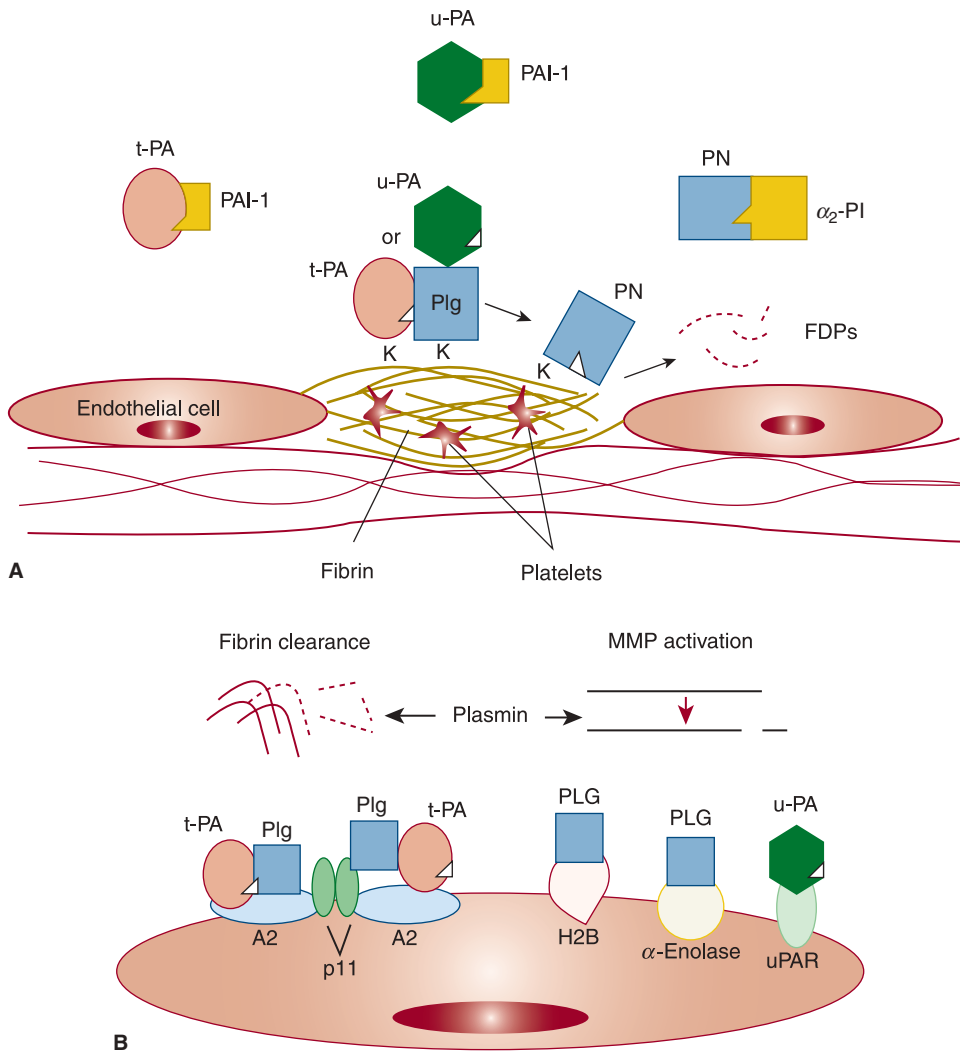 u-PA
PAI-1
t-PA
PAI-1
PN
α₂-PI
u-PA
or
t-PA
Plg
PN
FDPs
K
K
K
Endothelial cell
Fibrin
Platelets
A
Fibrin clearance
MMP activation
Plasmin
t-PA
Plg
Plg
t-PA
PLG
PLG
u-PA
A2
A2
p11
H2B
α-Enolase
uPAR
B